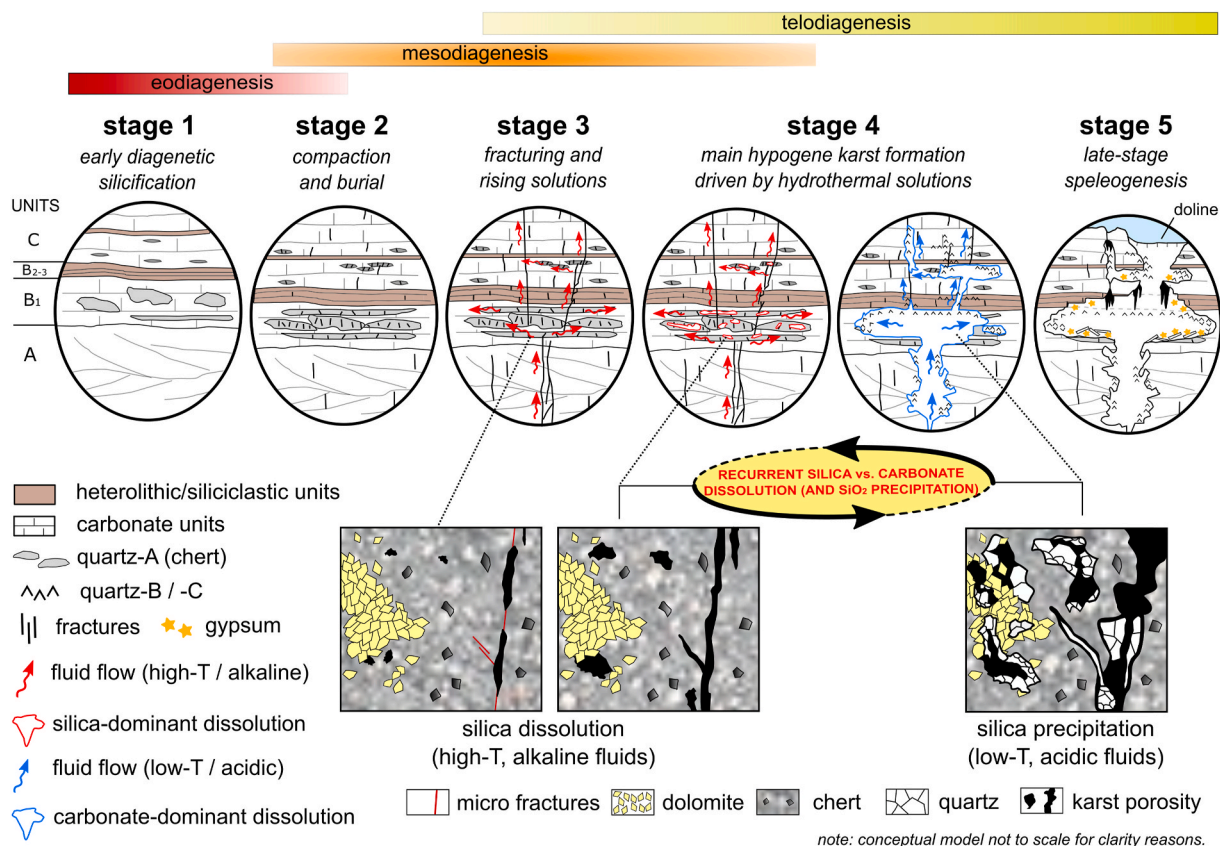 telodiagenesis
mesodiagenesis
eodiagenesis
stage 1
early diagenetic
silicification
stage 2
compaction
and burial
stage 3
fracturing and
rising solutions
stage 4
main hypogene karst formation
driven by hydrothermal solutions
stage 5
late-stage
speleogenesis
doline
UNITS
C
B2-3
B1
A
RECURRENT SILICA vs. CARBONATE
DISSOLUTION (AND SiO2 PRECIPITATION)
heterolithic/siliciclastic units
carbonate units
quartz-A (chert)
quartz-B / -C
fractures
gypsum
fluid flow (high-T / alkaline)
silica-dominant dissolution
fluid flow (low-T / acidic)
carbonate-dominant dissolution
silica dissolution
(high-T, alkaline fluids)
silica precipitation
(low-T, acidic fluids)
micro fractures
dolomite
chert
quartz
karst porosity
note: conceptual model not to scale for clarity reasons.